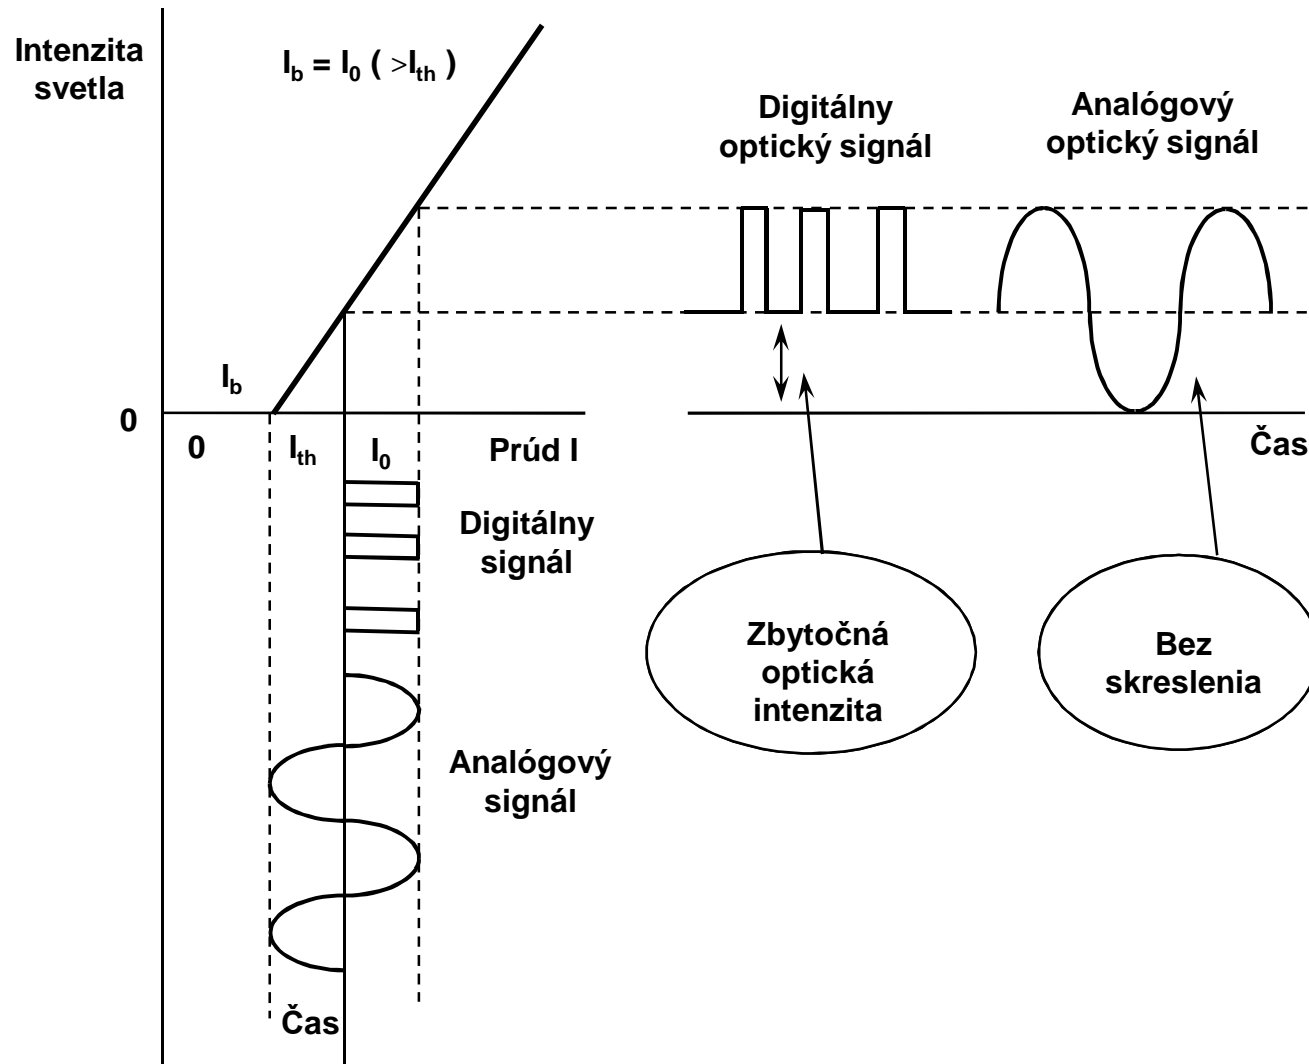 Intenzita
svetla
I_b = I_0 ( >I_th )
Digitálny
optický signál
Analógový
optický signál
I_b
0
0
I_th
I_0
Prúd I
Čas
Digitálny
signál
Zbytočná
optická
intenzita
Bez
skreslenia
Analógový
signál
Čas